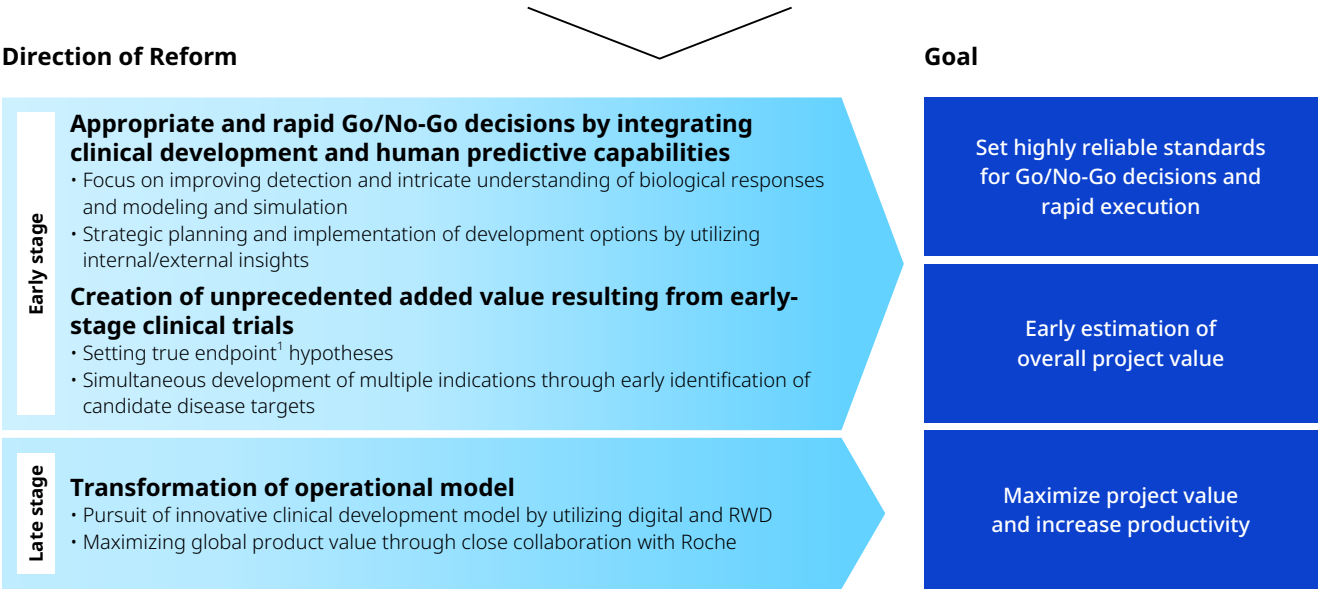 Direction of Reform
Goal
Early stage
Appropriate and rapid Go/No-Go decisions by integrating
clinical development and human predictive capabilities
・Focus on improving detection and intricate understanding of biological responses
and modeling and simulation
・Strategic planning and implementation of development options by utilizing
internal/external insights
Creation of unprecedented added value resulting from early-
stage clinical trials
・Setting true endpoint¹ hypotheses
・Simultaneous development of multiple indications through early identification of
candidate disease targets
Set highly reliable standards
for Go/No-Go decisions and
rapid execution
Early estimation of
overall project value
Late stage
Transformation of operational model
・Pursuit of innovative clinical development model by utilizing digital and RWD
・Maximizing global product value through close collaboration with Roche
Maximize project value
and increase productivity